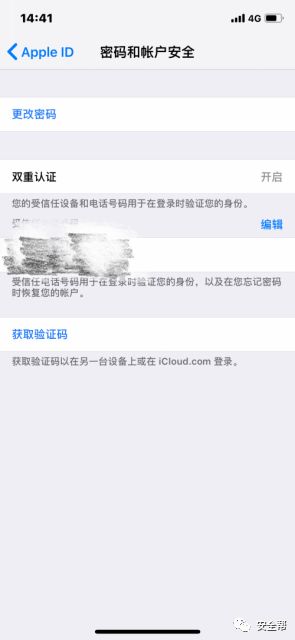 14:41
4G
Apple ID
密码和帐户安全
更改密码
双重认证
开启
您的受信任设备和电话号码用于在登录时验证您的身份。
编辑
受信任电话号码用于在登录时验证您的身份，以及在您忘记密码
时恢复您的帐户。
获取验证码
获取验证码以在另一台设备上或在 iCloud.com 登录。
安全帮